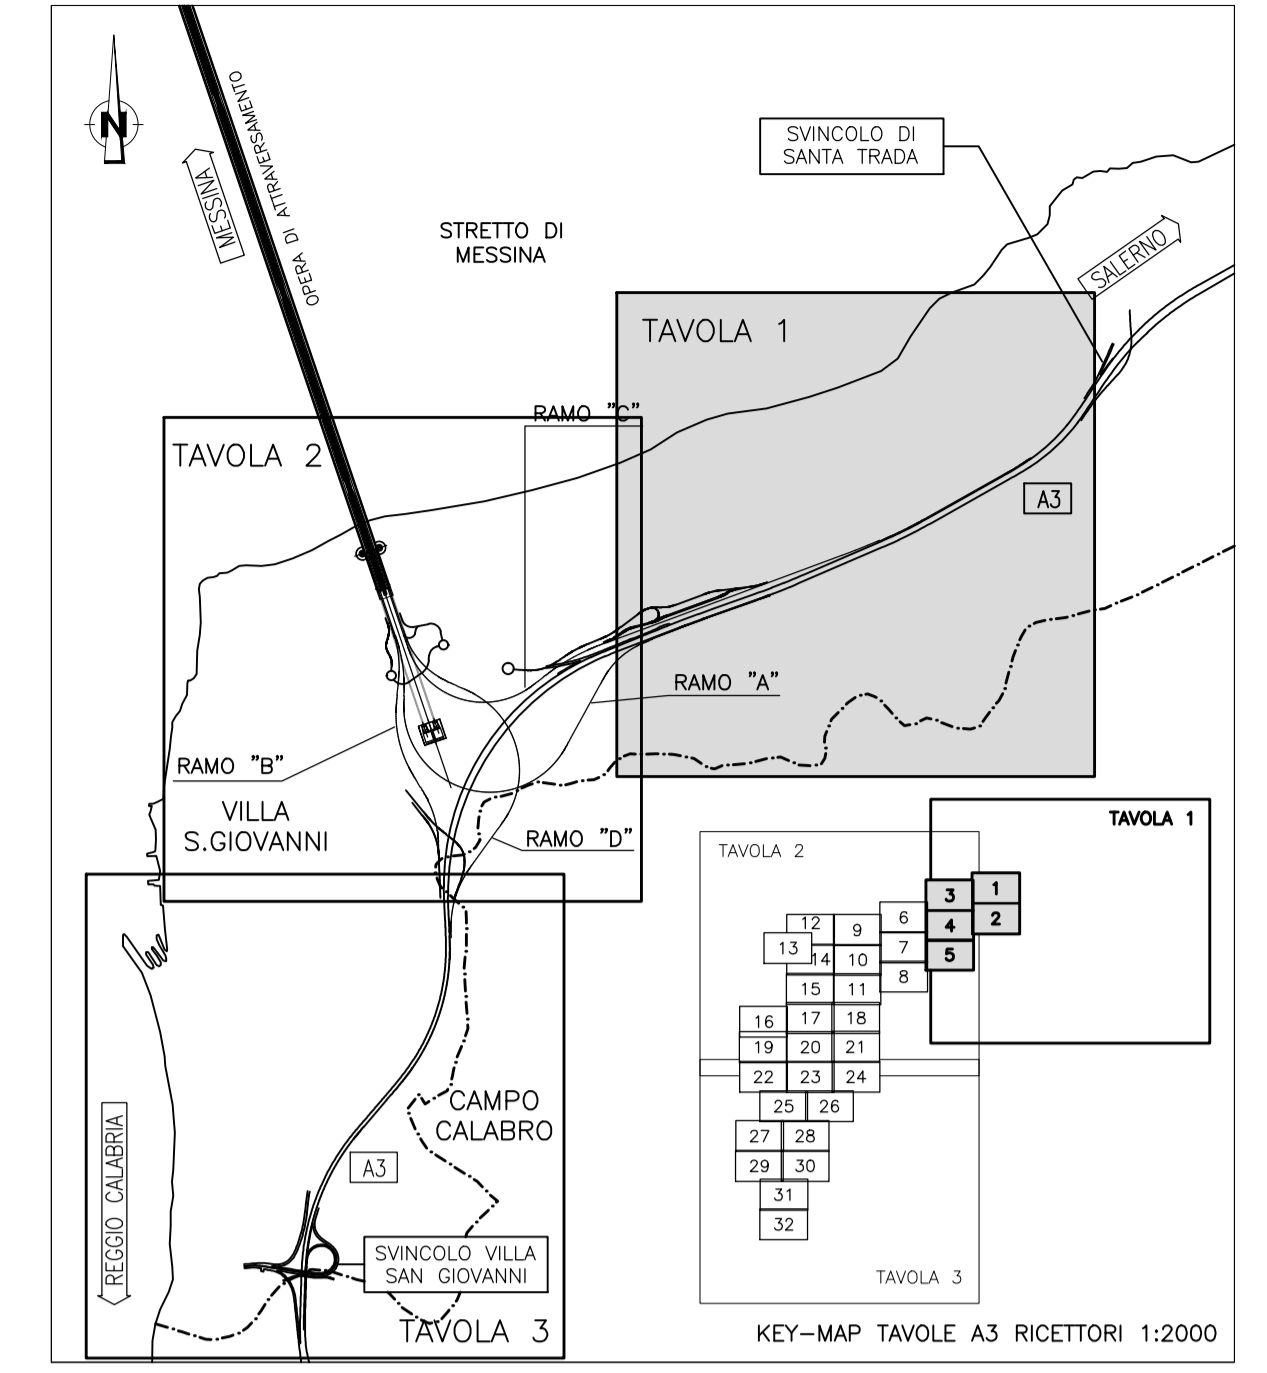 N
MESSINA
OPERA DI ATTRAVERSAMENTO
STRETTO DI
MESSINA
SVINCOLO DI
SANTA TRADA
SALERNO
TAVOLA 1
RAMO "C"
TAVOLA 2
A3
RAMO "A"
RAMO "B"
VILLA
S.GIOVANNI
RAMO "D"
CAMPO
CALABRO
A3
REGGIO CALABRIA
SVINCOLO VILLA
SAN GIOVANNI
TAVOLA 3
TAVOLA 1
TAVOLA 2
3 1
4 2
5
6
7
8
12 9
13
14 10
15 11
16 17 18
19 20 21
22 23 24
25 26
27 28
29 30
31
32
TAVOLA 3
KEY-MAP TAVOLE A3 RICETTORI 1:2000